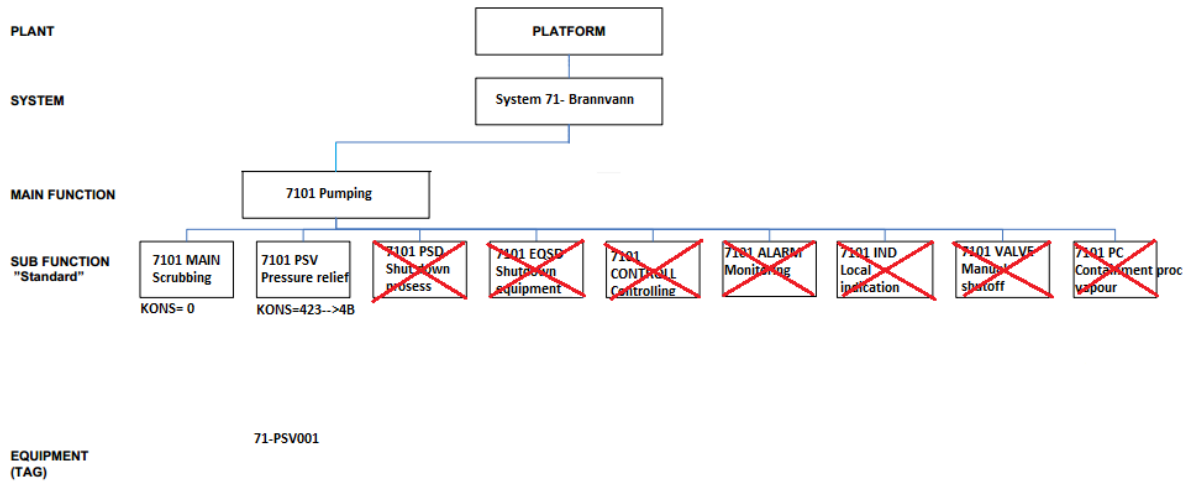 PLANT
PLATFORM
SYSTEM
System 71- Brannvann
MAIN FUNCTION
7101 Pumping
SUB FUNCTION
"Standard"
7101 MAIN
Scrubbing
KONS= 0
7101 PSV
Pressure relief
KONS=423-->4B
7101 PSD
Shut down
prosess
7101 EQSD
Shutdown
equipment
7101
CONTROLL
Controlling
7101 ALARM
Monitoring
7101 IND
Local
indication
7101 VALVE
Manual
shutoff
7101 PC
Containment proc
vapour
71-PSV001
EQUIPMENT
(TAG)